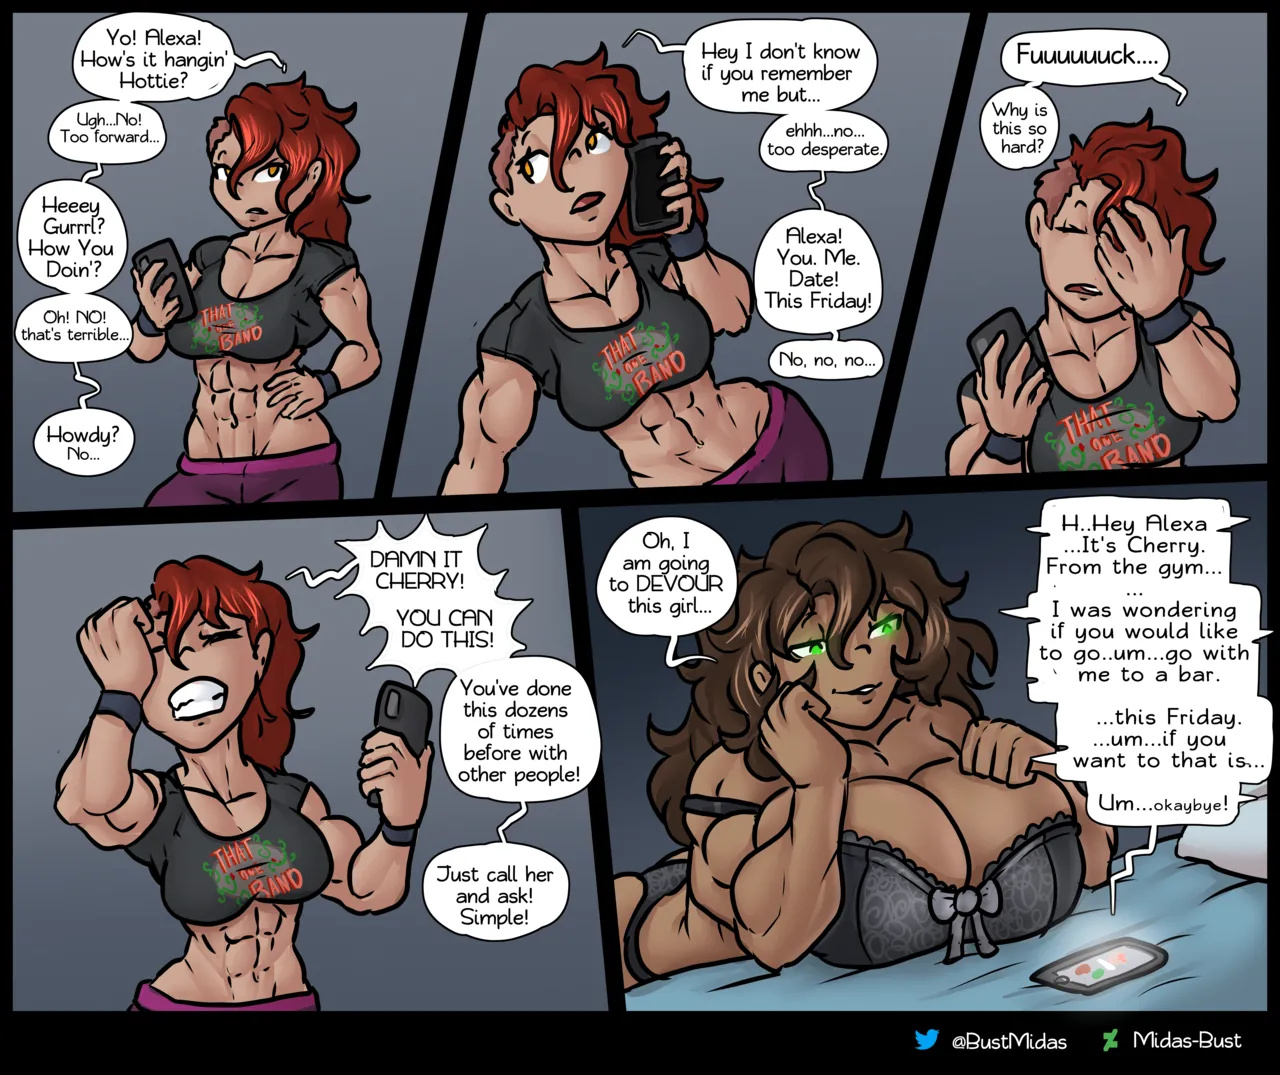 Yo! Alexa!
How's it hangin'
Hottie?
Ugh...No!
Too forward...
Heeey
Gurrrl?
How You
Doin'?
Oh! NO!
that's terrible...
Howdy?
No...
THAT
ONE
BAND
Hey I don't know
if you remember
me but...
ehhh...no...
too desperate.
Alexa!
You. Me.
Date!
This Friday!
No, no, no...
THAT
ONE
BAND
Fuuuuuuck....
Why is
this so
hard?
THAT
ONE
BAND
DAMN IT
CHERRY!
YOU CAN
DO THIS!
You've done
this dozens
of times
before with
other people!
Just call her
and ask!
Simple!
THAT
ONE
BAND
Oh, I
am going
to DEVOUR
this girl...
H..Hey Alexa
...It's Cherry.
From the gym...
...
I was wondering
if you would like
to go..um...go with
me to a bar.
...this Friday.
...um...if you
want to that is...
Um...okaybye!
@BustMidas
Midas-Bust